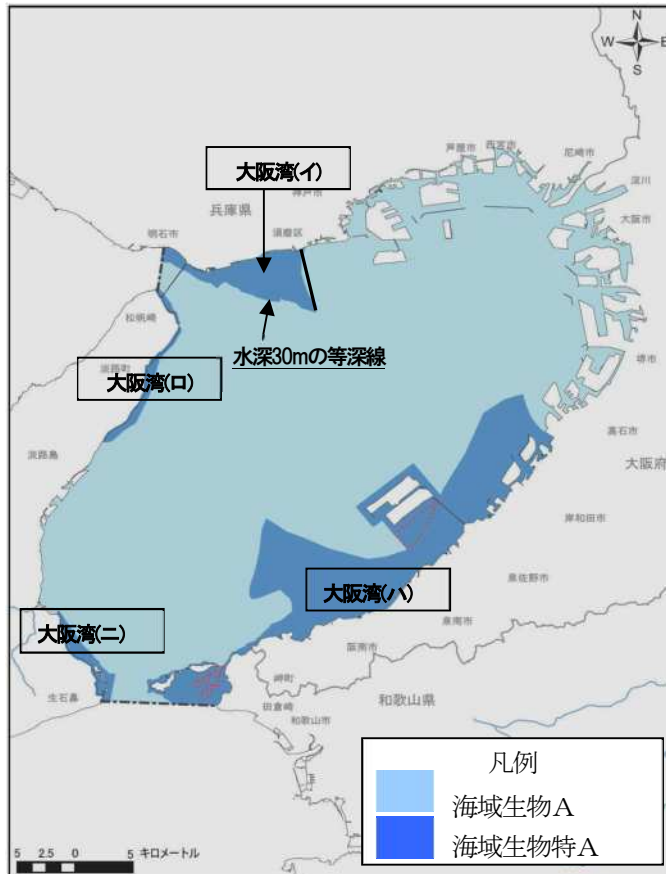 N
W E
S
芦屋市
西宮市
尼崎市
淀川
大阪市
大阪湾(イ)
神戸市
兵庫県
明石市
須磨区
松帆崎
水深30mの等深線
淡路町
大阪湾(ロ)
堺市
高石市
淡路島
大阪府
岸和田市
泉佐野市
大阪湾(ハ)
泉南市
大阪湾(ニ)
阪南市
岬町
生石鼻
田倉崎
和歌山県
和歌山市
凡例
海域生物A
海域生物特A
5 2.5 0 5 キロメートル